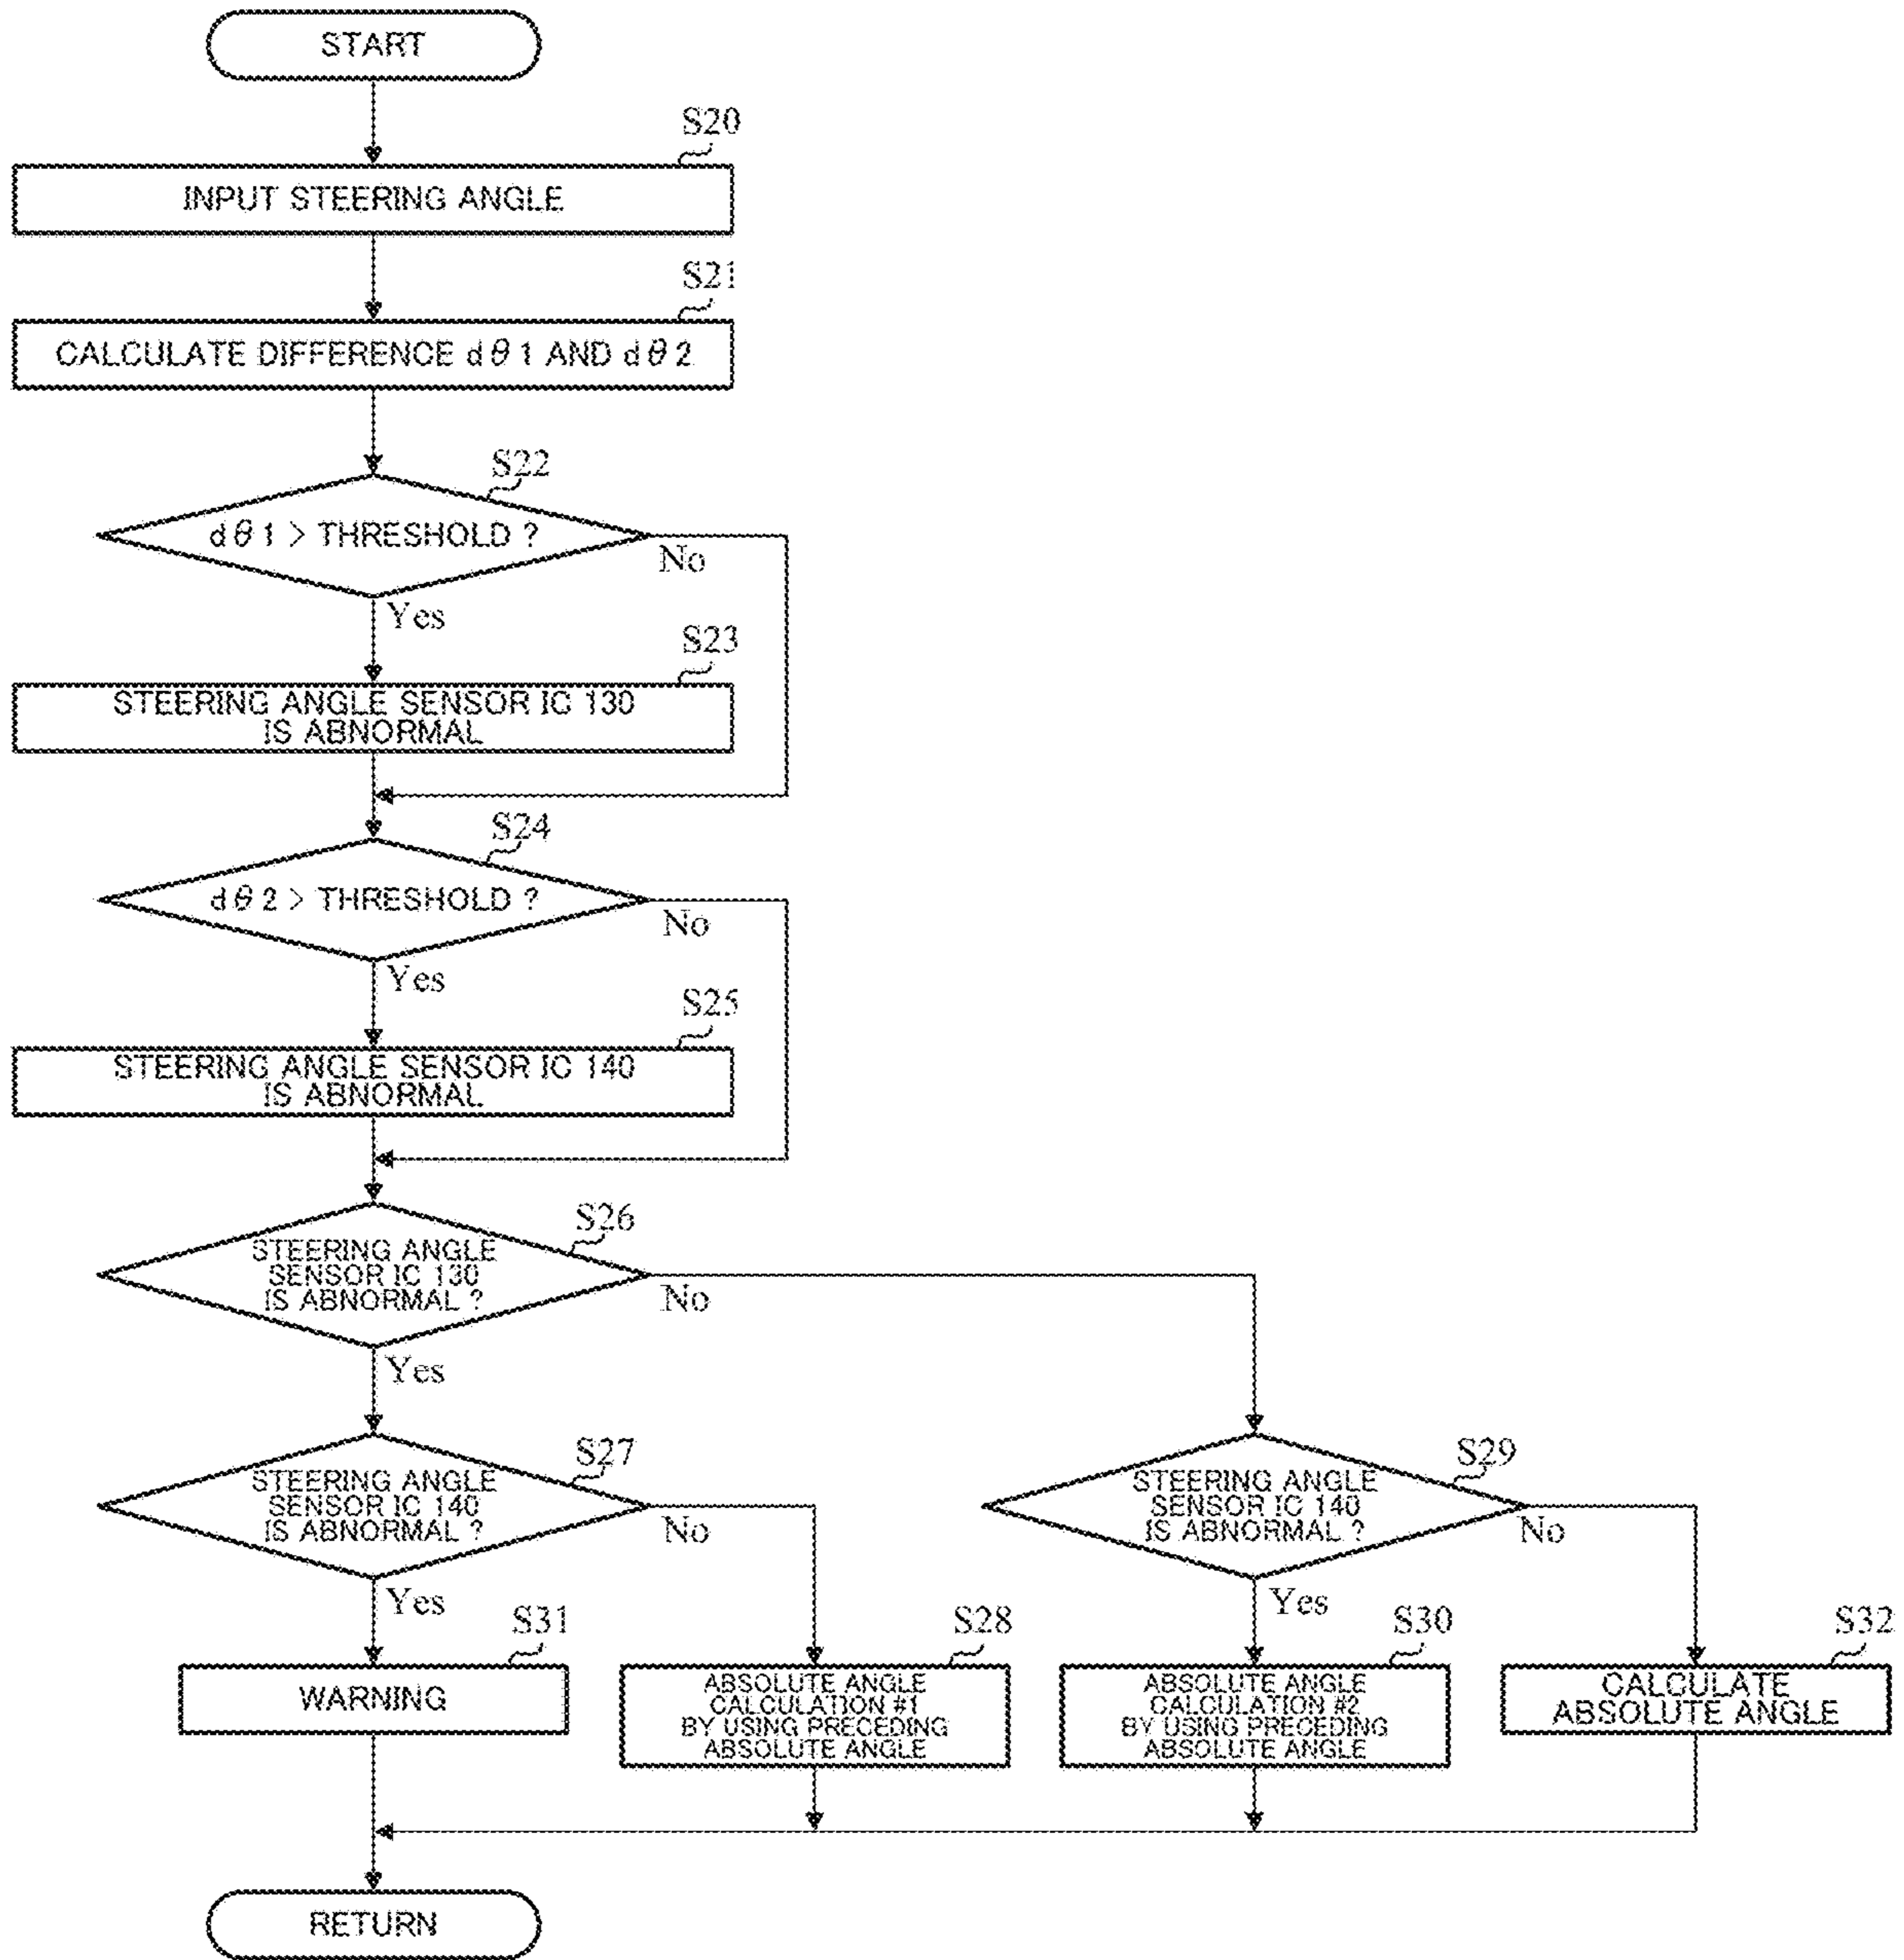 START
S20
INPUT STEERING ANGLE
S21
CALCULATE DIFFERENCE dθ1 AND dθ2
S22
dθ1 > THRESHOLD ?
No
Yes
S23
STEERING ANGLE SENSOR IC 130
IS ABNORMAL
S24
dθ2 > THRESHOLD ?
No
Yes
S25
STEERING ANGLE SENSOR IC 140
IS ABNORMAL
S26
STEERING ANGLE
SENSOR IC 130
IS ABNORMAL ?
No
Yes
S27
STEERING ANGLE
SENSOR IC 140
IS ABNORMAL ?
No
Yes
S29
STEERING ANGLE
SENSOR IC 140
IS ABNORMAL ?
No
Yes
S31
WARNING
S28
ABSOLUTE ANGLE
CALCULATION #1
BY USING PRECEDING
ABSOLUTE ANGLE
S30
ABSOLUTE ANGLE
CALCULATION #2
BY USING PRECEDING
ABSOLUTE ANGLE
S32
CALCULATE
ABSOLUTE ANGLE
RETURN